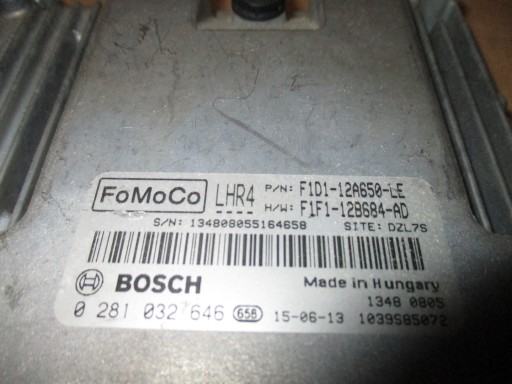 FoMoCo LHR4 P/N: F1D1-12A650-LE
H/W: F1F1-12B684-AD
S/N: 134808055164658 SITE: DZL7S
BOSCH Made in Hungary
1348 0805
0 281 032 646 658 15-06-13 1039S85072